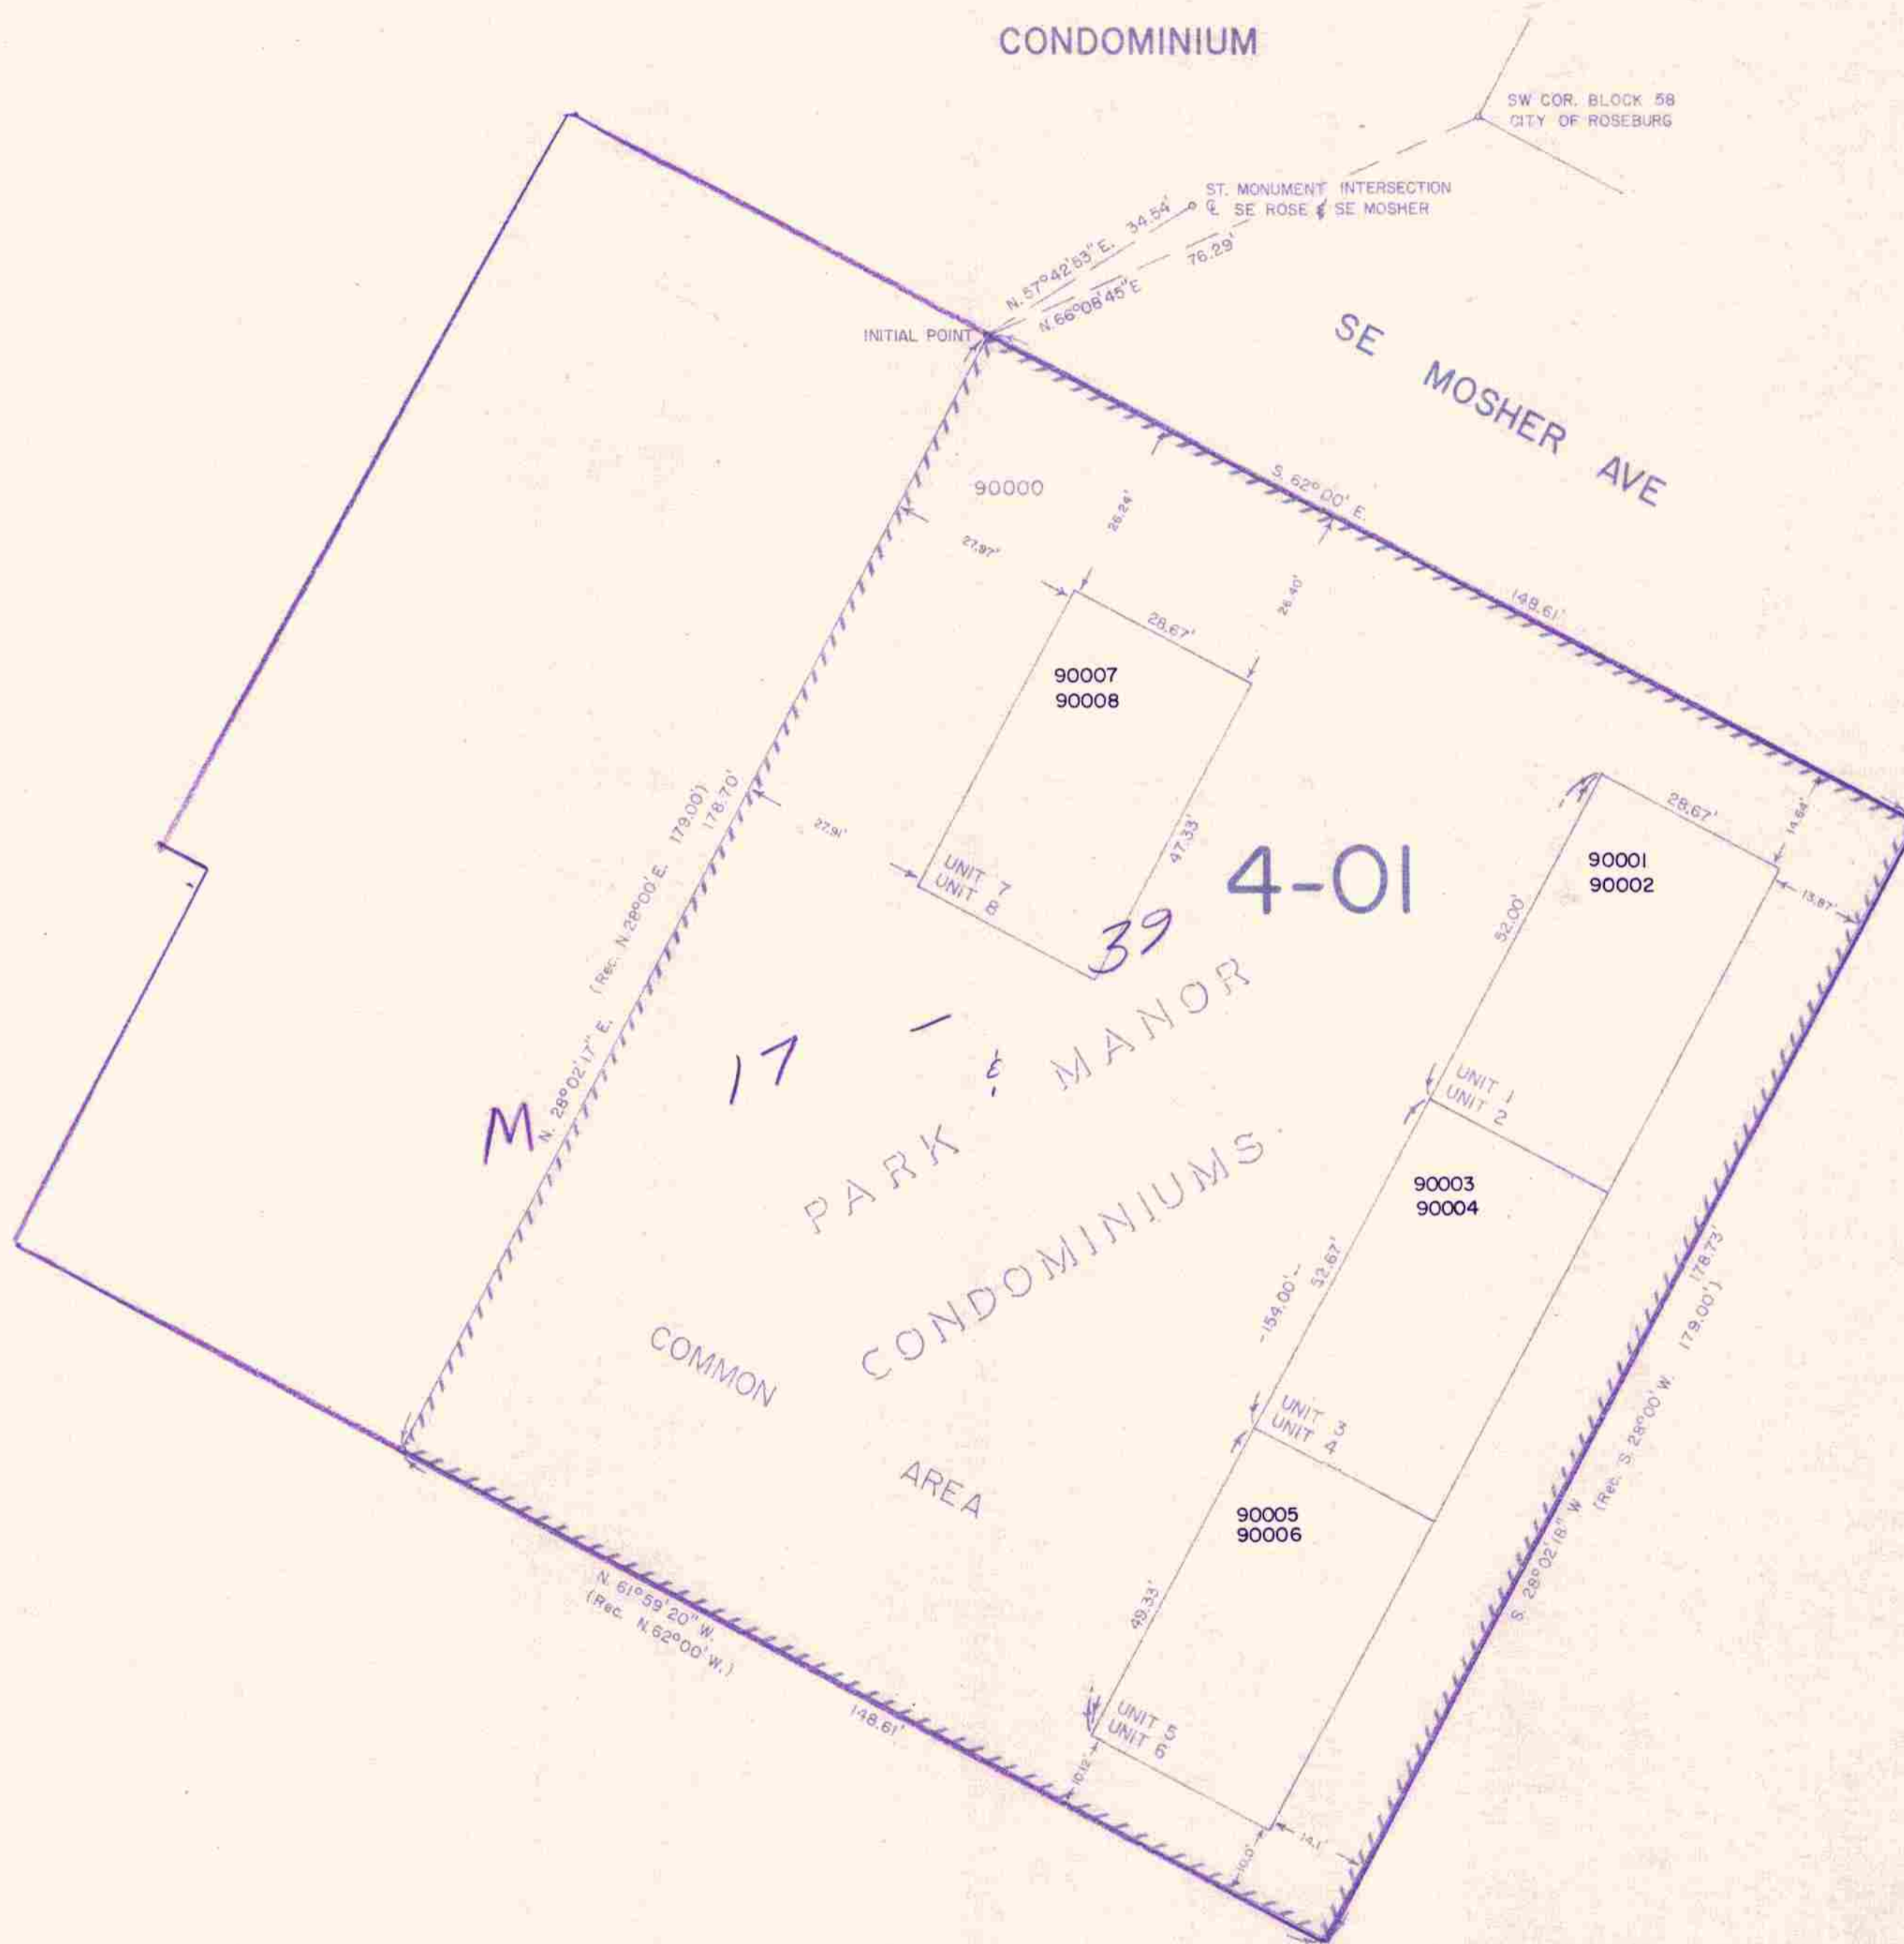 CONDOMINIUM
SW COR. BLOCK 58
CITY OF ROSEBURG
ST. MONUMENT INTERSECTION
℄ SE ROSE & SE MOSHER
N. 57°42'53" E. 34.54'
N. 66°08'45" E
76.29'
INITIAL POINT
SE MOSHER AVE
S. 62°00' E.
148.61'
90000
26.24'
27.97'
26.40'
28.67'
90007
90008
47.33'
27.91'
UNIT 7
UNIT 8
4-01
28.67'
14.64'
90001
90002
13.87'
52.00'
UNIT 1
UNIT 2
(Rec. N. 28°00' E. 179.00')
N. 28°02'17" E. 178.70'
M 17 - 39
PARK & MANOR
CONDOMINIUMS.
COMMON
AREA
90003
90004
52.67'
-154.00'-
UNIT 3
UNIT 4
90005
90006
49.33'
UNIT 5
UNIT 6
10.12'
10.0'
14.1'
S. 28°02'18" W 178.73'
(Rec. S. 28°00' W. 179.00')
N. 61°59'20" W.
(Rec. N. 62°00' W.)
148.61'